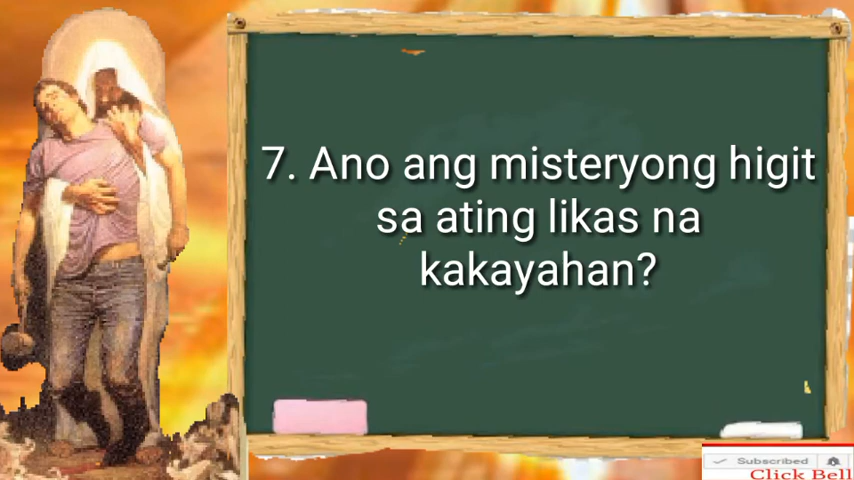 7. Ano ang misteryong higit
sa ating likas na
kakayahan?
Subscribed
Click Bell